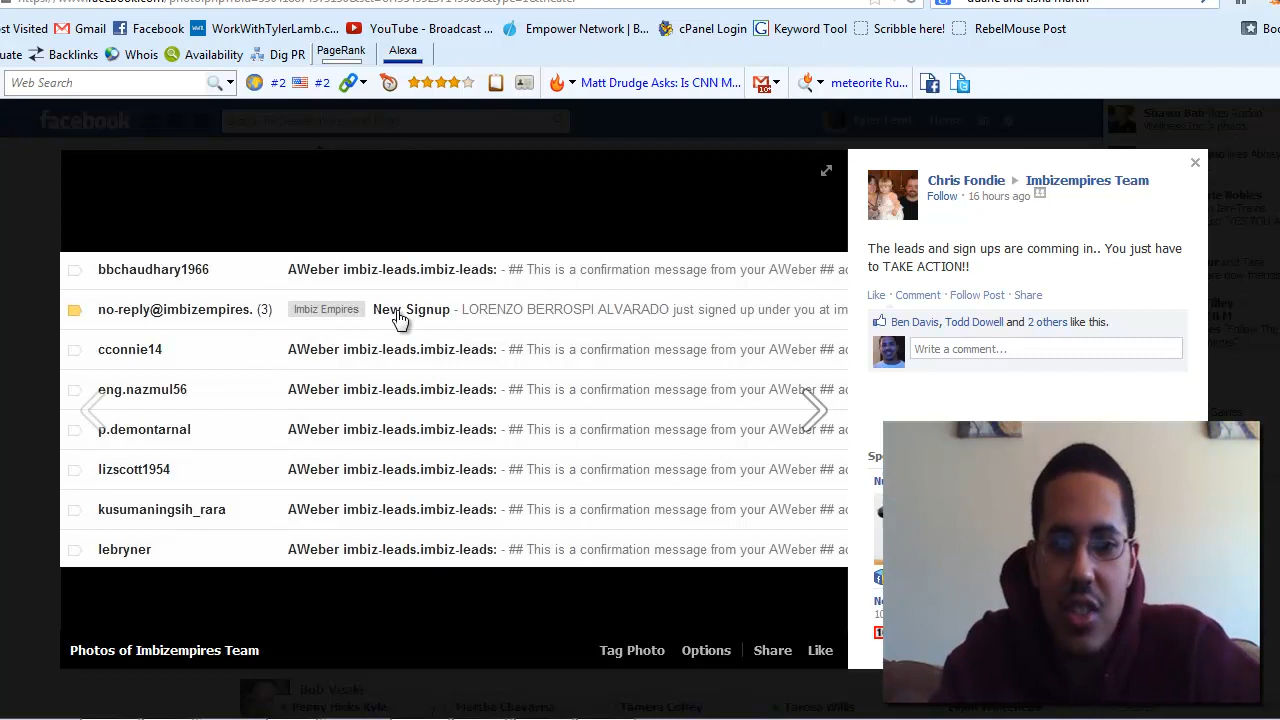 ost Visited Gmail Facebook WorkWithTylerLamb.c... YouTube - Broadcast ... Empower Network | B... cPanel Login Keyword Tool Scribble here! RebelMouse Post Boo
uate Backlinks Whois Availability Dig PR PageRank Alexa
Web Search #2 #2 Matt Drudge Asks: Is CNN M... 10+ meteorite Ru...
facebook
Chris Fondie Imbizempires Team
Follow · 16 hours ago
The leads and sign ups are comming in.. You just have
to TAKE ACTION!!
Like · Comment · Follow Post · Share
Ben Davis, Todd Dowell and 2 others like this.
Write a comment...
bbchaudhary1966 AWeber imbiz-leads.imbiz-leads: - ## This is a confirmation message from your AWeber ## ac
no-reply@imbizempires. (3) Imbiz Empires New Signup - LORENZO BERROSPI ALVARADO just signed up under you at im
cconnie14 AWeber imbiz-leads.imbiz-leads: - ## This is a confirmation message from your AWeber ## ac
eng.nazmul56 AWeber imbiz-leads.imbiz-leads: - ## This is a confirmation message from your AWeber ## ac
p.demontarnal AWeber imbiz-leads.imbiz-leads: - ## This is a confirmation message from your AWeber ## ac
lizscott1954 AWeber imbiz-leads.imbiz-leads: - ## This is a confirmation message from your AWeber ## ac
kusumaningsih_rara AWeber imbiz-leads.imbiz-leads: - ## This is a confirmation message from your AWeber ## ac
lebryner AWeber imbiz-leads.imbiz-leads: - ## This is a confirmation message from your AWeber ## ac
Photos of Imbizempires Team Tag Photo Options Share Like